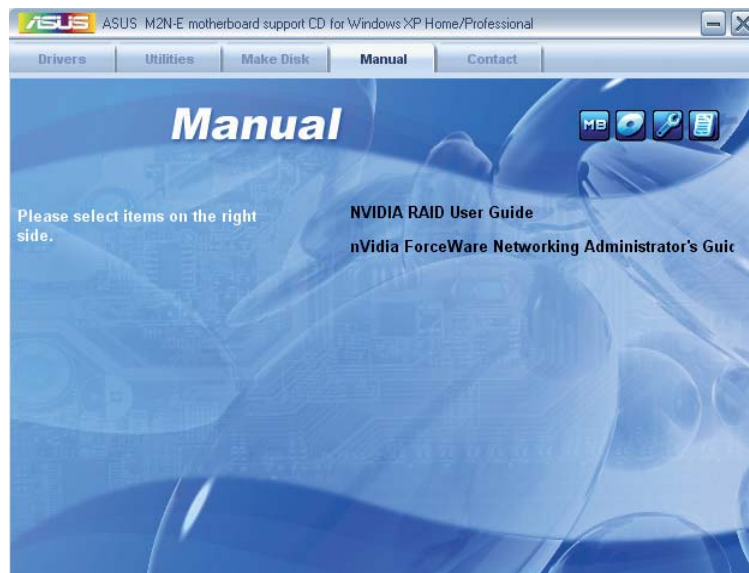 ASUS ASUS M2N-E motherboard support CD for Windows XP Home/Professional
Drivers Utilities Make Disk Manual Contact
Manual
MB
Please select items on the right
side.
NVIDIA RAID User Guide
nVidia ForceWare Networking Administrator's Guid